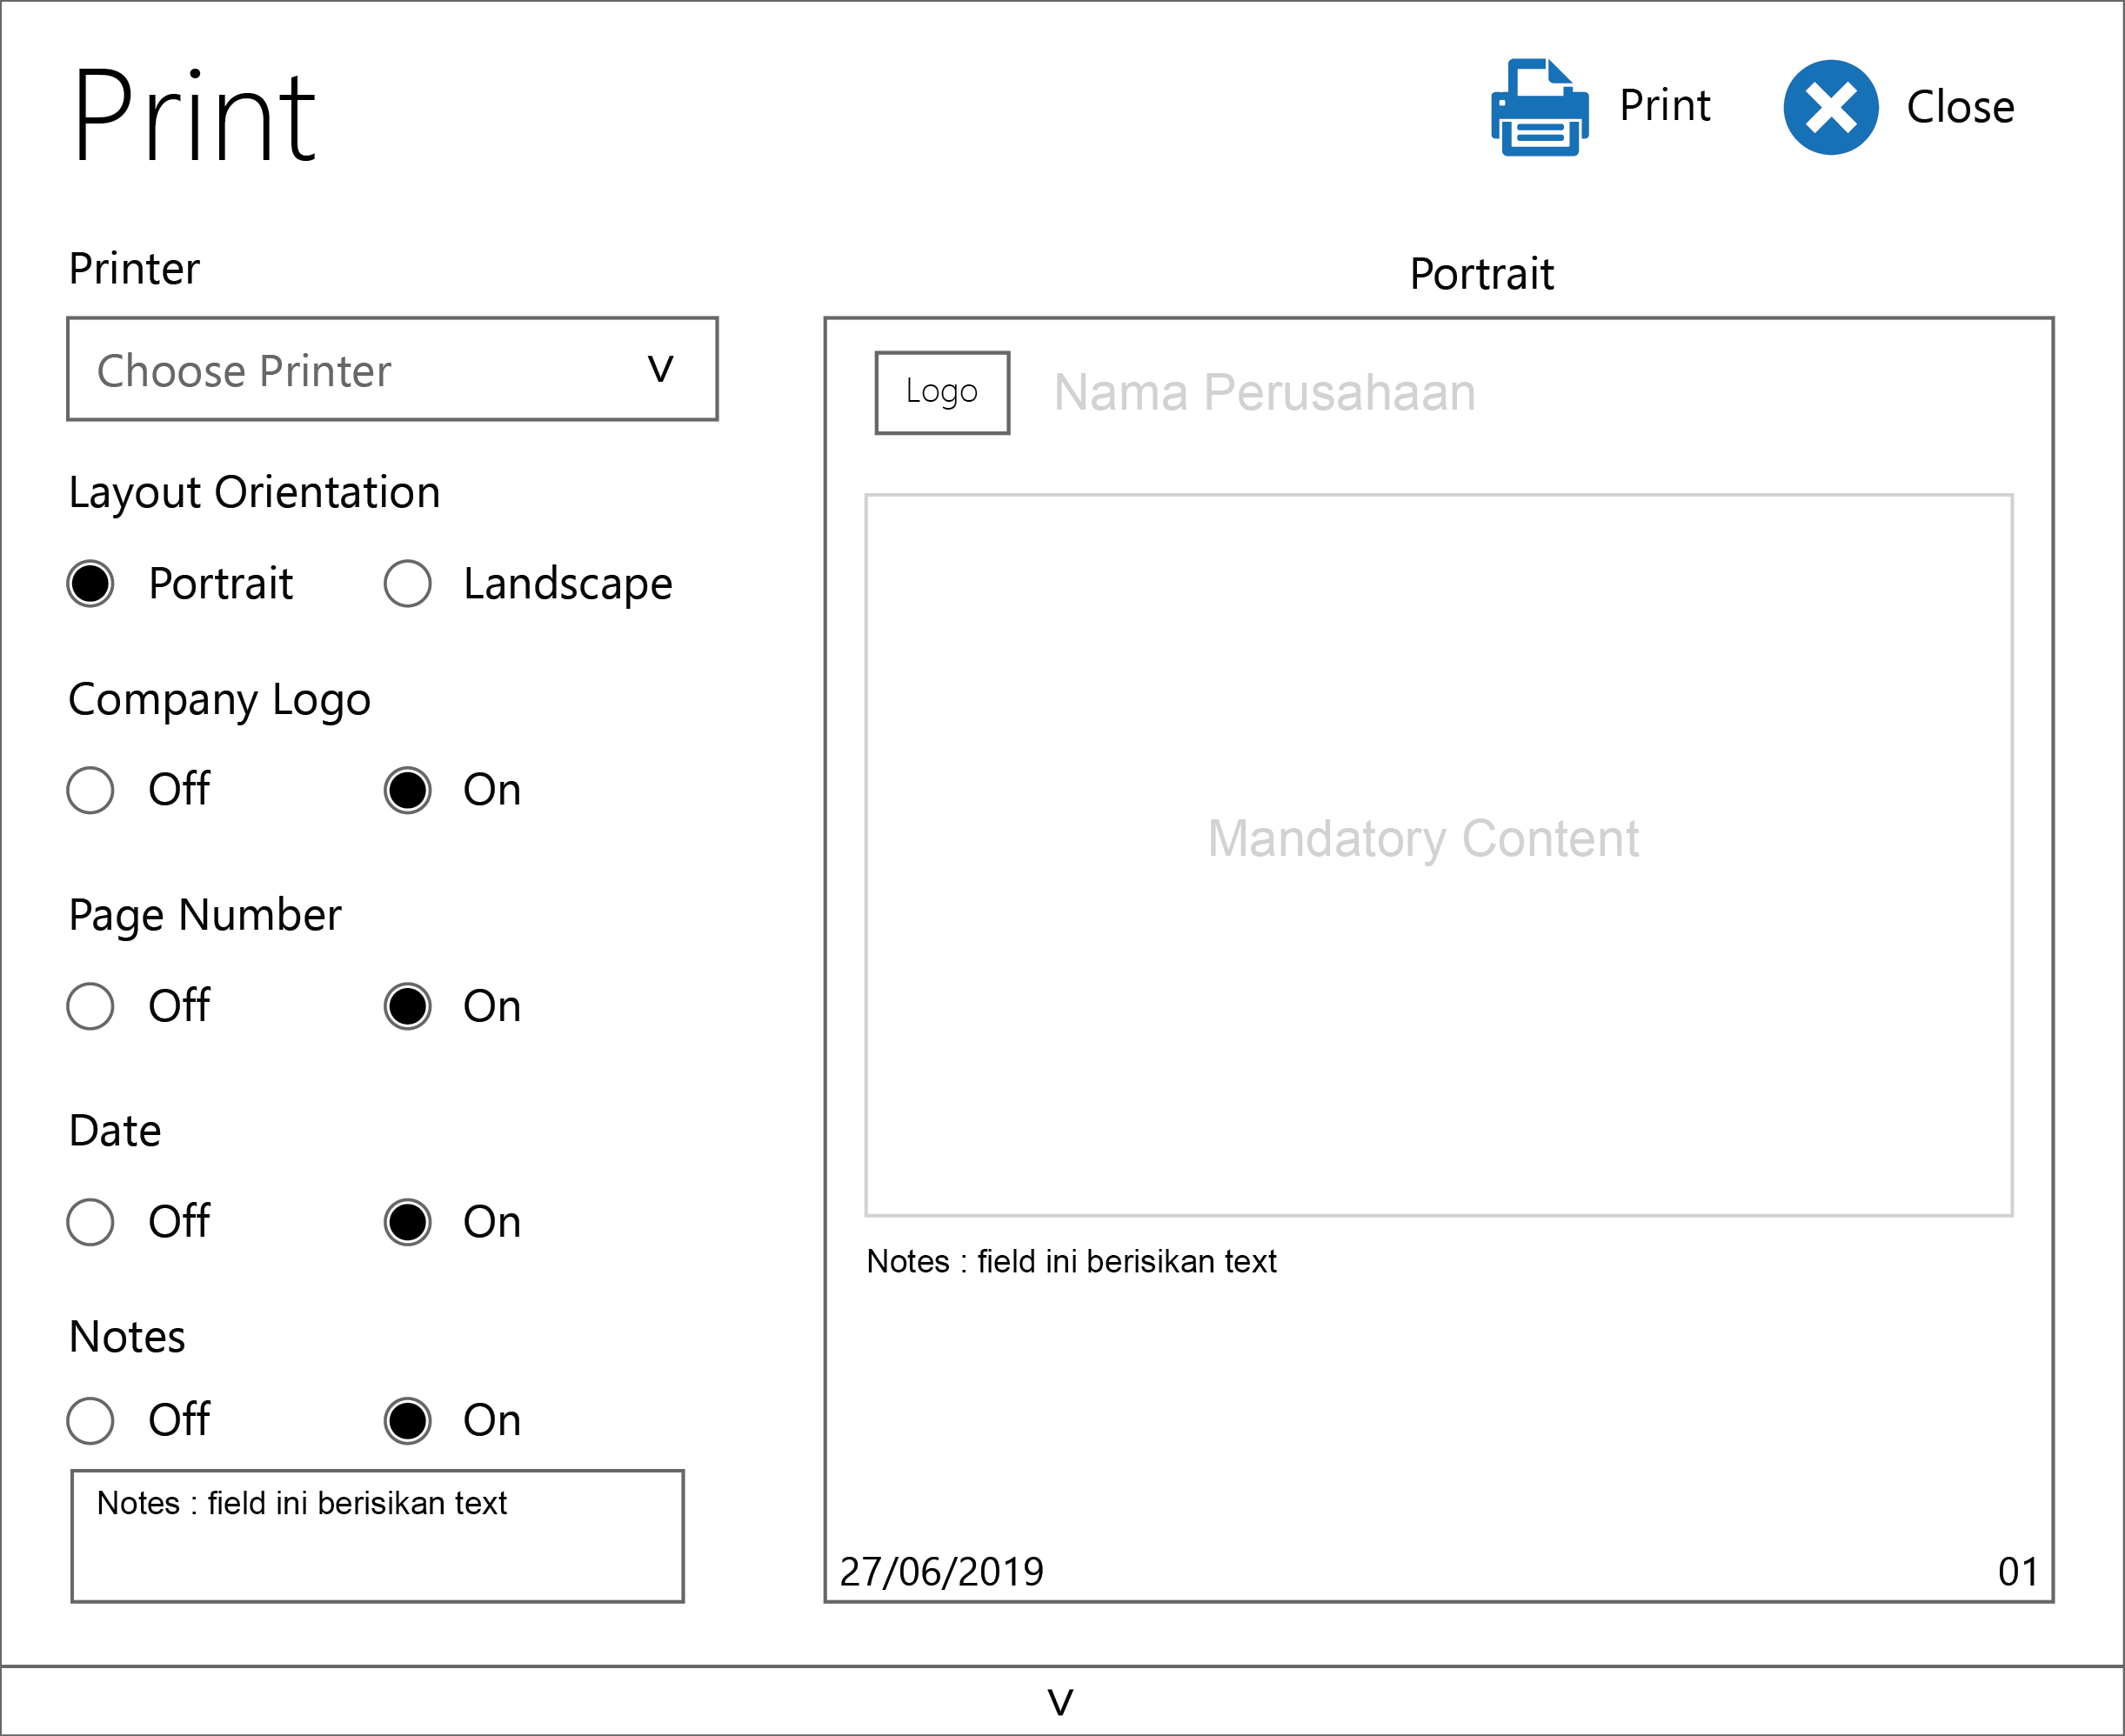 Print
Print
Close
Printer
Choose Printer
V
Layout Orientation
Portrait
Landscape
Company Logo
Off
On
Page Number
Off
On
Date
Off
On
Notes
Off
On
Notes : field ini berisikan text
Portrait
Logo
Nama Perusahaan
Mandatory Content
Notes : field ini berisikan text
27/06/2019
01
V